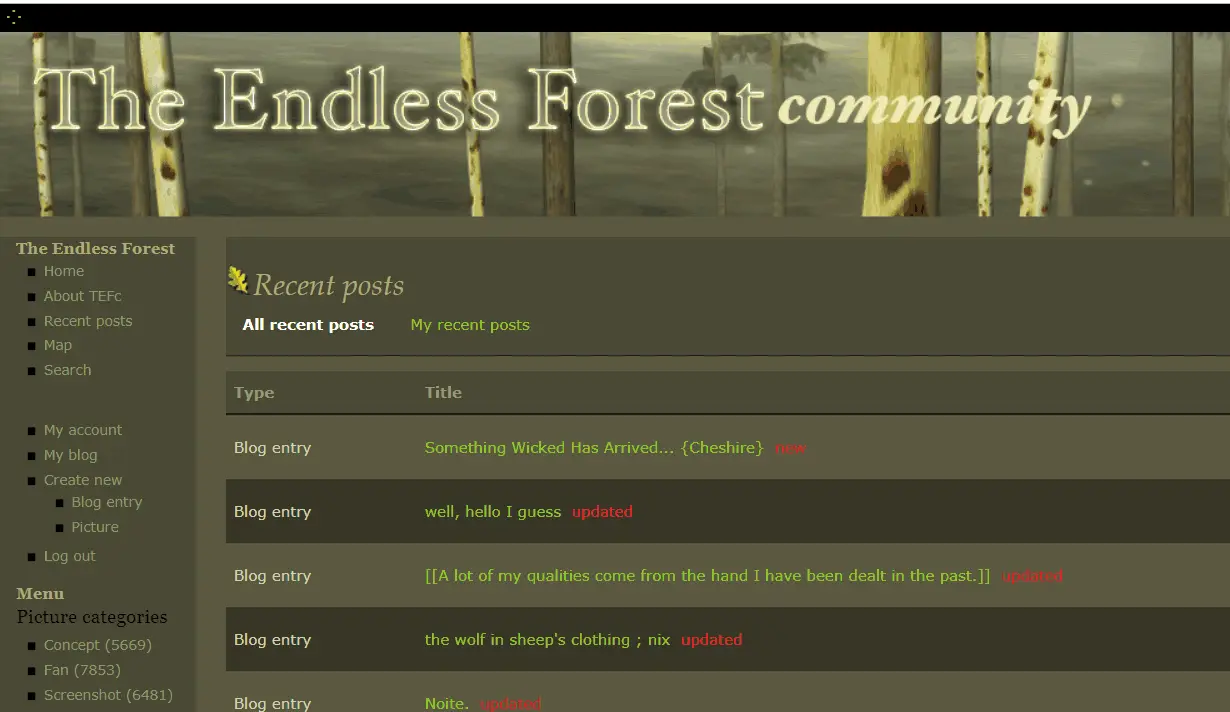 The Endless Forest community
The Endless Forest
Home
About TEFc
Recent posts
Map
Search
My account
My blog
Create new
Blog entry
Picture
Log out
Menu
Picture categories
Concept (5669)
Fan (7853)
Screenshot (6481)
Recent posts
All recent posts My recent posts
Type Title
Blog entry Something Wicked Has Arrived... {Cheshire} new
Blog entry well, hello I guess updated
Blog entry [[A lot of my qualities come from the hand I have been dealt in the past.]] updated
Blog entry the wolf in sheep's clothing ; nix updated
Blog entry Noite. updated